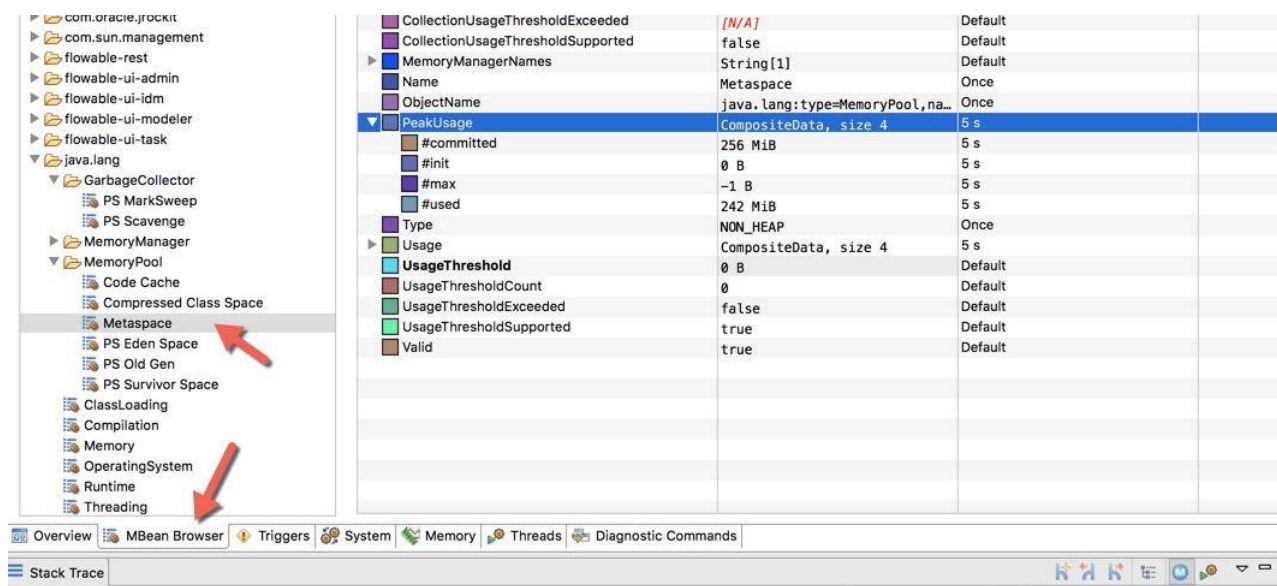 com.oracle.jrockit
com.sun.management
flowable-rest
flowable-ui-admin
flowable-ui-idm
flowable-ui-modeler
flowable-ui-task
java.lang
GarbageCollector
PS MarkSweep
PS Scavenge
MemoryManager
MemoryPool
Code Cache
Compressed Class Space
Metaspace
PS Eden Space
PS Old Gen
PS Survivor Space
ClassLoading
Compilation
Memory
OperatingSystem
Runtime
Threading
CollectionUsageThresholdExceeded [N/A] Default
CollectionUsageThresholdSupported false Default
MemoryManagerNames String[1] Default
Name Metaspace Once
ObjectName java.lang:type=MemoryPool,na... Once
PeakUsage CompositeData, size 4 5 s
#committed 256 MiB 5 s
#init 0 B 5 s
#max -1 B 5 s
#used 242 MiB 5 s
Type NON_HEAP Once
Usage CompositeData, size 4 5 s
UsageThreshold 0 B Default
UsageThresholdCount 0 Default
UsageThresholdExceeded false Default
UsageThresholdSupported true Default
Valid true Default
Overview MBean Browser Triggers System Memory Threads Diagnostic Commands
Stack Trace